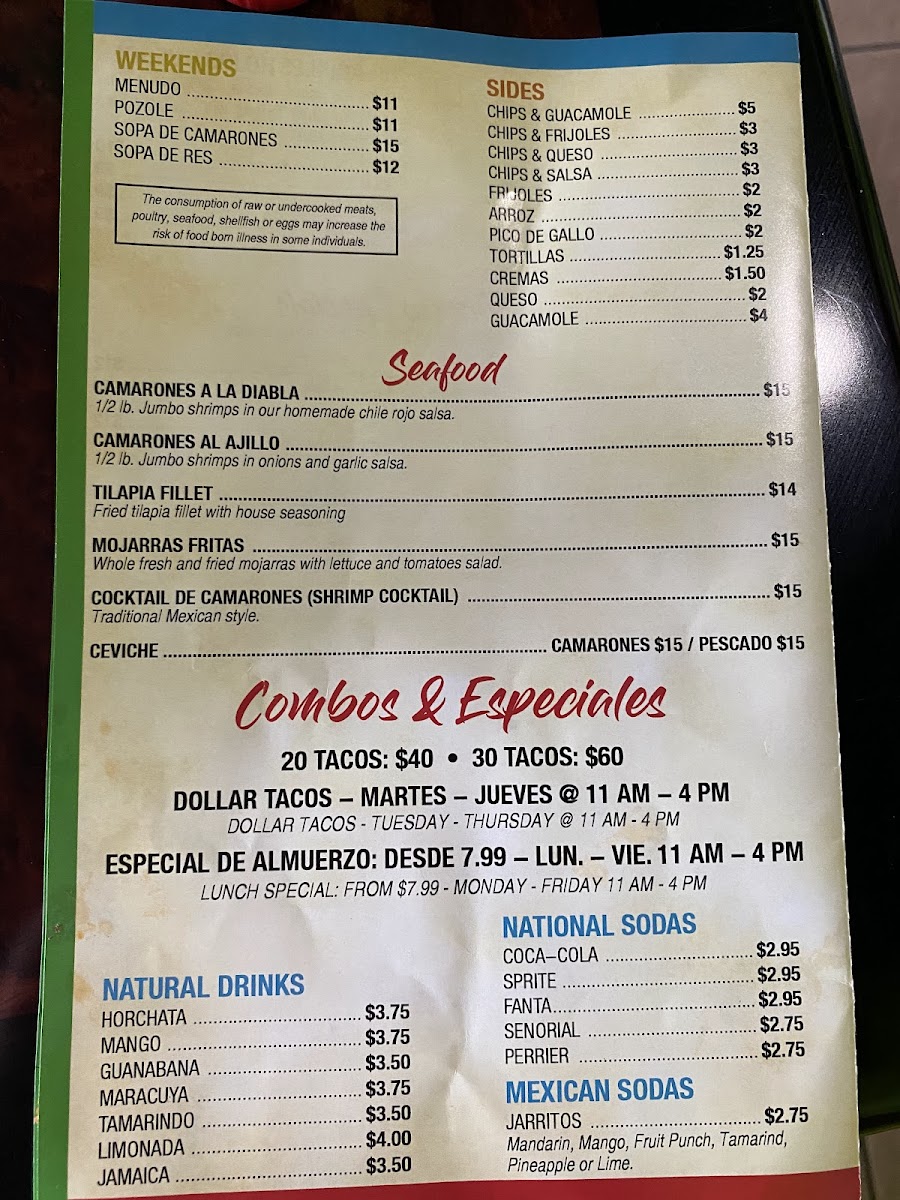 WEEKENDS
MENUDO ........ $11
POZOLE ........ $11
SOPA DE CAMARONES ........ $15
SOPA DE RES ........ $12
The consumption of raw or undercooked meats,
poultry, seafood, shellfish or eggs may increase the
risk of food born illness in some individuals.
SIDES
CHIPS & GUACAMOLE ........ $5
CHIPS & FRIJOLES ........ $3
CHIPS & QUESO ........ $3
CHIPS & SALSA ........ $3
FRIJOLES ........ $2
ARROZ ........ $2
PICO DE GALLO ........ $2
TORTILLAS ........ $1.25
CREMAS ........ $1.50
QUESO ........ $2
GUACAMOLE ........ $4
Seafood
CAMARONES A LA DIABLA ........ $15
1/2 lb. Jumbo shrimps in our homemade chile rojo salsa.
CAMARONES AL AJILLO ........ $15
1/2 lb. Jumbo shrimps in onions and garlic salsa.
TILAPIA FILLET ........ $14
Fried tilapia fillet with house seasoning
MOJARRAS FRITAS ........ $15
Whole fresh and fried mojarras with lettuce and tomatoes salad.
COCKTAIL DE CAMARONES (SHRIMP COCKTAIL) ........ $15
Traditional Mexican style.
CEVICHE ........ CAMARONES $15 / PESCADO $15
Combos & Especiales
20 TACOS: $40 • 30 TACOS: $60
DOLLAR TACOS – MARTES – JUEVES @ 11 AM – 4 PM
DOLLAR TACOS - TUESDAY - THURSDAY @ 11 AM - 4 PM
ESPECIAL DE ALMUERZO: DESDE 7.99 – LUN. – VIE. 11 AM – 4 PM
LUNCH SPECIAL: FROM $7.99 - MONDAY - FRIDAY 11 AM - 4 PM
NATURAL DRINKS
HORCHATA ........ $3.75
MANGO ........ $3.75
GUANABANA ........ $3.50
MARACUYA ........ $3.75
TAMARINDO ........ $3.50
LIMONADA ........ $4.00
JAMAICA ........ $3.50
NATIONAL SODAS
COCA–COLA ........ $2.95
SPRITE ........ $2.95
FANTA ........ $2.95
SENORIAL ........ $2.75
PERRIER ........ $2.75
MEXICAN SODAS
JARRITOS ........ $2.75
Mandarin, Mango, Fruit Punch, Tamarind,
Pineapple or Lime.